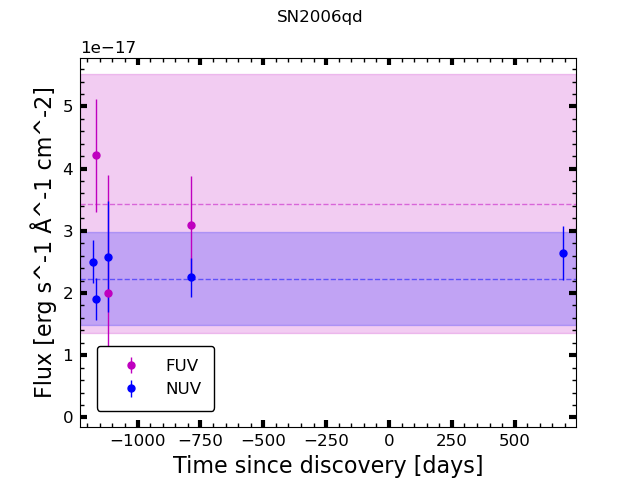 SN2006qd
1e−17
Flux [erg s^-1 Å^-1 cm^-2]
5
4
3
2
1
0
FUV
NUV
−1000 −750 −500 −250 0 250 500
Time since discovery [days]